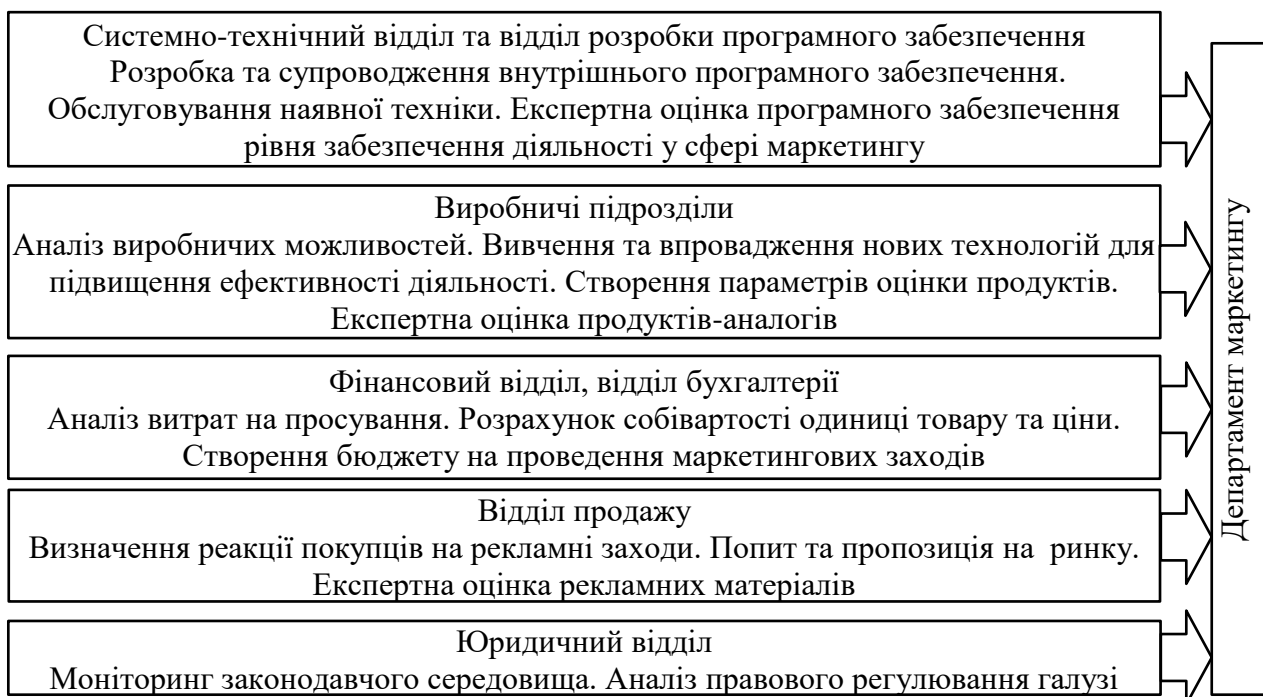 Системно-технічний відділ та відділ розробки програмного забезпечення
Розробка та супроводження внутрішнього програмного забезпечення.
Обслуговування наявної техніки. Експертна оцінка програмного забезпечення
рівня забезпечення діяльності у сфері маркетингу
Виробничі підрозділи
Аналіз виробничих можливостей. Вивчення та впровадження нових технологій для
підвищення ефективності діяльності. Створення параметрів оцінки продуктів.
Експертна оцінка продуктів-аналогів
Фінансовий відділ, відділ бухгалтерії
Аналіз витрат на просування. Розрахунок собівартості одиниці товару та ціни.
Створення бюджету на проведення маркетингових заходів
Відділ продажу
Визначення реакції покупців на рекламні заходи. Попит та пропозиція на ринку.
Експертна оцінка рекламних матеріалів
Юридичний відділ
Моніторинг законодавчого середовища. Аналіз правового регулювання галузі
Департамент маркетингу